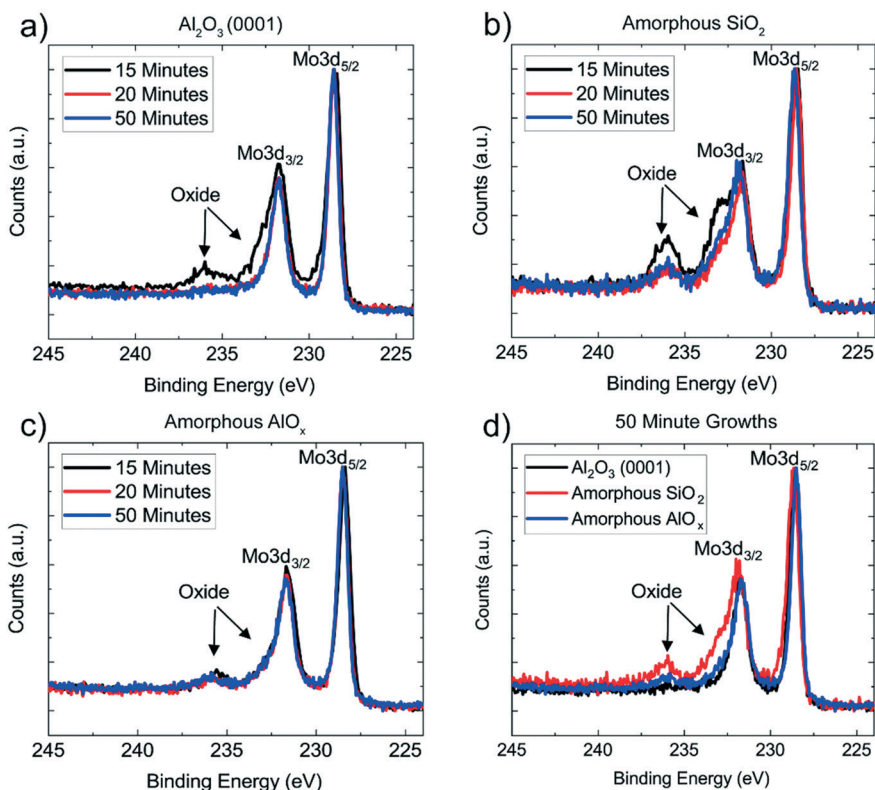 a)
Al₂O₃ (0001)
15 Minutes
20 Minutes
50 Minutes
Mo3d₅/₂
Mo3d₃/₂
Oxide
Counts (a.u.)
245 240 235 230 225
Binding Energy (eV)
b)
Amorphous SiO₂
15 Minutes
20 Minutes
50 Minutes
Mo3d₅/₂
Mo3d₃/₂
Oxide
Counts (a.u.)
245 240 235 230 225
Binding Energy (eV)
c)
Amorphous AlOₓ
15 Minutes
20 Minutes
50 Minutes
Mo3d₅/₂
Mo3d₃/₂
Oxide
Counts (a.u.)
245 240 235 230 225
Binding Energy (eV)
d)
50 Minute Growths
Al₂O₃ (0001)
Amorphous SiO₂
Amorphous AlOₓ
Mo3d₅/₂
Mo3d₃/₂
Oxide
Counts (a.u.)
245 240 235 230 225
Binding Energy (eV)